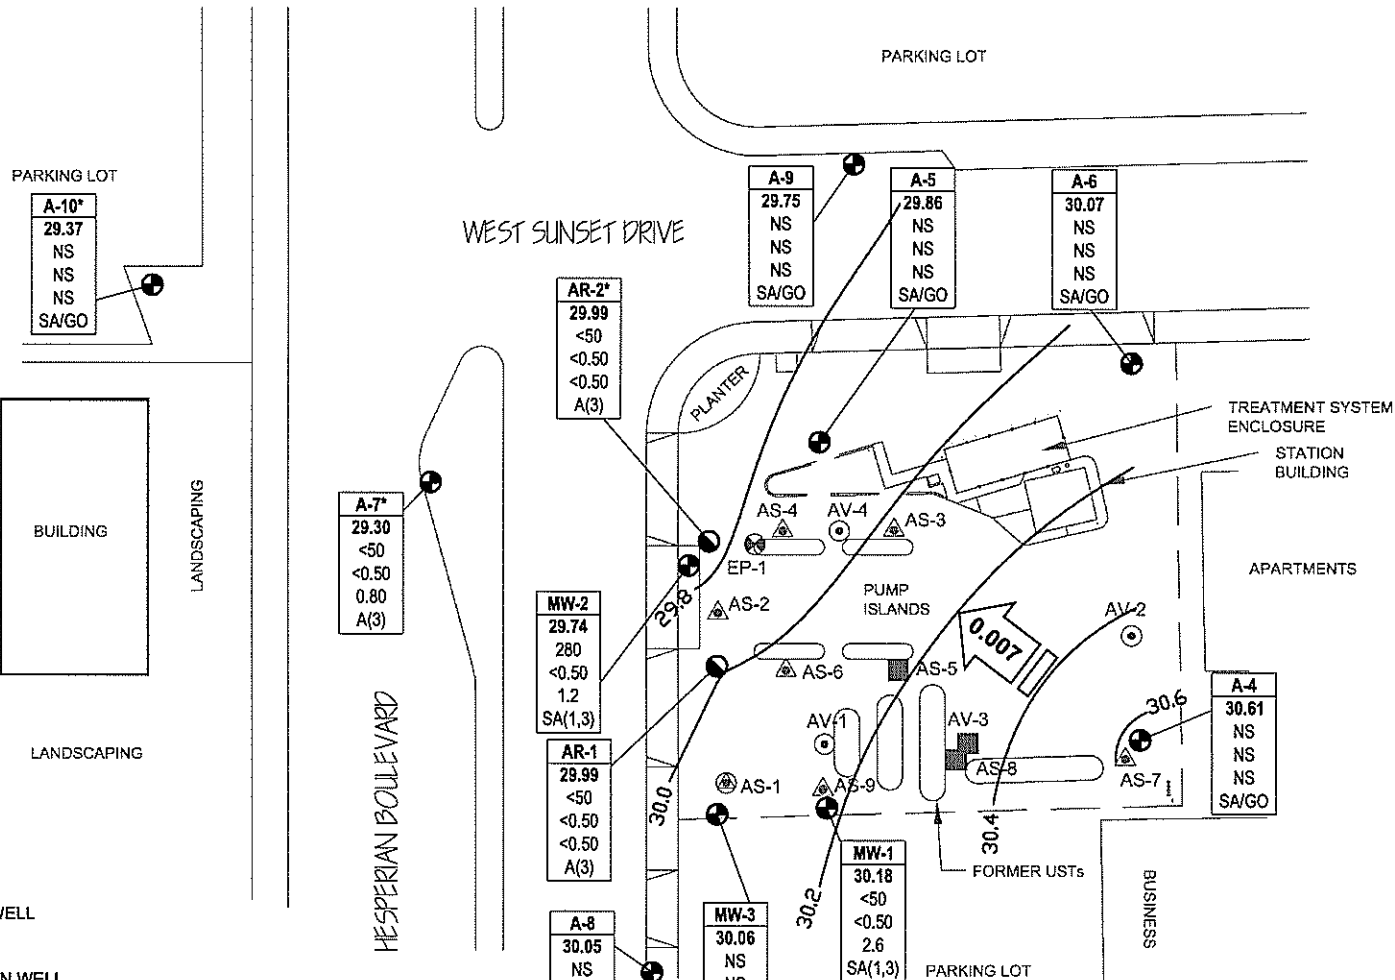 PARKING LOT
PARKING LOT
A-10*
29.37
NS
NS
NS
SA/GO
WEST SUNSET DRIVE
A-9
29.75
NS
NS
NS
SA/GO
A-5
29.86
NS
NS
NS
SA/GO
A-6
30.07
NS
NS
NS
SA/GO
AR-2*
29.99
<50
<0.50
<0.50
A(3)
PLANTER
TREATMENT SYSTEM
ENCLOSURE
STATION
BUILDING
BUILDING
LANDSCAPING
A-7*
29.30
<50
<0.50
0.80
A(3)
AS-4
AV-4
AS-3
EP-1
APARTMENTS
MW-2
29.74
280
<0.50
1.2
SA(1,3)
29.8
AS-2
PUMP
ISLANDS
0.007
AV-2
AS-6
AS-5
A-4
30.61
NS
NS
NS
SA/GO
30.6
LANDSCAPING
HESPERIAN BOULEVARD
AR-1
29.99
<50
<0.50
<0.50
A(3)
30.0
AV-1
AV-3
AS-8
AS-7
AS-1
AS-9
30.4
30.2
FORMER USTs
BUSINESS
MW-1
30.18
<50
<0.50
2.6
SA(1,3)
MW-3
30.06
NS
A-8
30.05
NS
WELL
N WELL
PARKING LOT